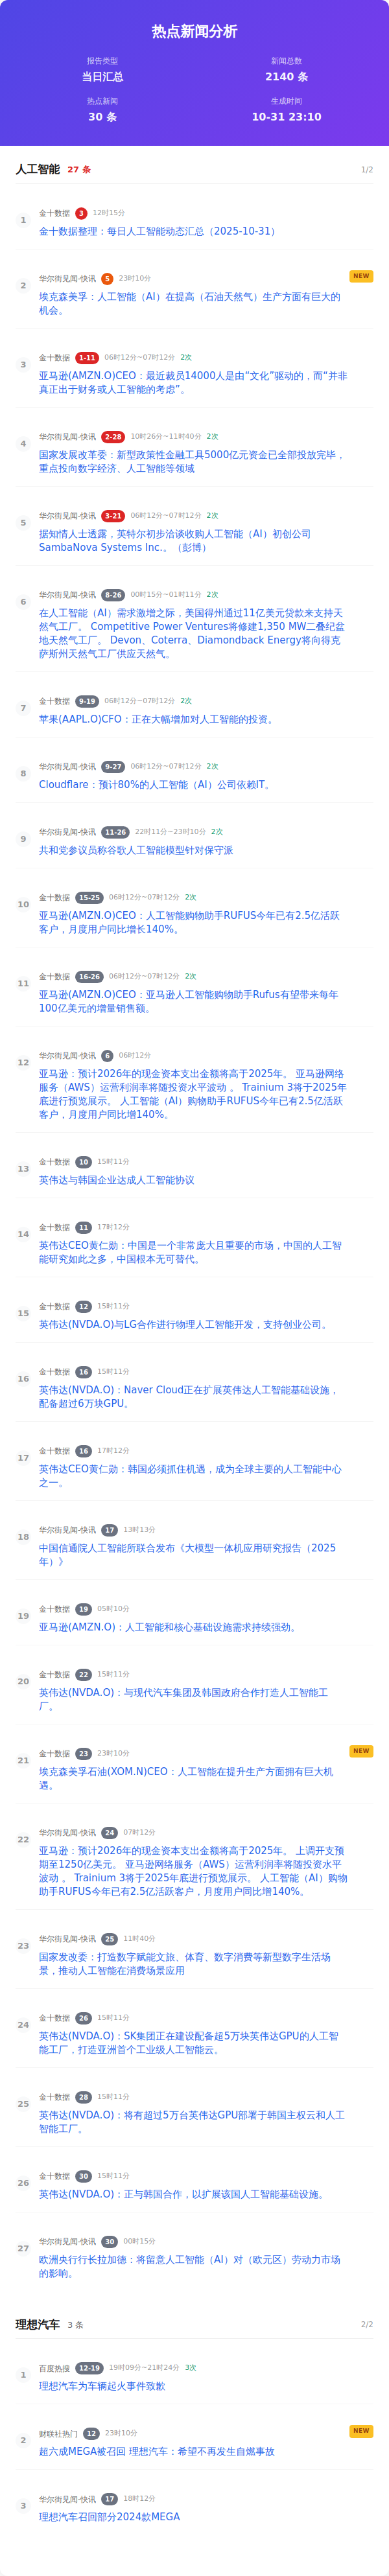 热点新闻分析
报告类型
新闻总数
当日汇总
2140 条
热点新闻
生成时间
30 条
10-31 23:10
人工智能 27 条
1/2
1
金十数据 3 12时15分
金十数据整理：每日人工智能动态汇总（2025-10-31）
2
华尔街见闻-快讯 5 23时10分
NEW
埃克森美孚：人工智能（AI）在提高（石油天然气）生产方面有巨大的
机会。
3
金十数据 1-11 06时12分~07时12分 2次
亚马逊(AMZN.O)CEO：最近裁员14000人是由“文化”驱动的，而“并非
真正出于财务或人工智能的考虑”。
4
华尔街见闻-快讯 2-28 10时26分~11时40分 2次
国家发展改革委：新型政策性金融工具5000亿元资金已全部投放完毕，
重点投向数字经济、人工智能等领域
5
华尔街见闻-快讯 3-21 06时12分~07时12分 2次
据知情人士透露，英特尔初步洽谈收购人工智能（AI）初创公司
SambaNova Systems Inc.。（彭博）
6
华尔街见闻-快讯 8-26 00时15分~01时11分 2次
在人工智能（AI）需求激增之际，美国得州通过11亿美元贷款来支持天
然气工厂。 Competitive Power Ventures将修建1,350 MW二叠纪盆
地天然气工厂。 Devon、Coterra、Diamondback Energy将向得克
萨斯州天然气工厂供应天然气。
7
金十数据 9-19 06时12分~07时12分 2次
苹果(AAPL.O)CFO：正在大幅增加对人工智能的投资。
8
华尔街见闻-快讯 9-27 06时12分~07时12分 2次
Cloudflare：预计80%的人工智能（AI）公司依赖IT。
9
华尔街见闻-快讯 11-26 22时11分~23时10分 2次
共和党参议员称谷歌人工智能模型针对保守派
10
金十数据 15-25 06时12分~07时12分 2次
亚马逊(AMZN.O)CEO：人工智能购物助手RUFUS今年已有2.5亿活跃
客户，月度用户同比增长140%。
11
金十数据 16-26 06时12分~07时12分 2次
亚马逊(AMZN.O)CEO：亚马逊人工智能购物助手Rufus有望带来每年
100亿美元的增量销售额。
12
华尔街见闻-快讯 6 06时12分
亚马逊：预计2026年的现金资本支出金额将高于2025年。 亚马逊网络
服务（AWS）运营利润率将随投资水平波动 。 Trainium 3将于2025年
底进行预览展示。 人工智能（AI）购物助手RUFUS今年已有2.5亿活跃
客户，月度用户同比增140%。
13
金十数据 10 15时11分
英伟达与韩国企业达成人工智能协议
14
金十数据 11 17时12分
英伟达CEO黄仁勋：中国是一个非常庞大且重要的市场，中国的人工智
能研究如此之多，中国根本无可替代。
15
金十数据 12 15时11分
英伟达(NVDA.O)与LG合作进行物理人工智能开发，支持创业公司。
16
金十数据 16 15时11分
英伟达(NVDA.O)：Naver Cloud正在扩展英伟达人工智能基础设施，
配备超过6万块GPU。
17
金十数据 16 17时12分
英伟达CEO黄仁勋：韩国必须抓住机遇，成为全球主要的人工智能中心
之一。
18
华尔街见闻-快讯 17 13时13分
中国信通院人工智能所联合发布《大模型一体机应用研究报告（2025
年）》
19
金十数据 19 05时10分
亚马逊(AMZN.O)：人工智能和核心基础设施需求持续强劲。
20
金十数据 22 15时11分
英伟达(NVDA.O)：与现代汽车集团及韩国政府合作打造人工智能工
厂。
21
金十数据 23 23时10分
NEW
埃克森美孚石油(XOM.N)CEO：人工智能在提升生产方面拥有巨大机
遇。
22
华尔街见闻-快讯 24 07时12分
亚马逊：预计2026年的现金资本支出金额将高于2025年。 上调开支预
期至1250亿美元。 亚马逊网络服务（AWS）运营利润率将随投资水平
波动 。 Trainium 3将于2025年底进行预览展示。 人工智能（AI）购物
助手RUFUS今年已有2.5亿活跃客户，月度用户同比增140%。
23
华尔街见闻-快讯 25 11时40分
国家发改委：打造数字赋能文旅、体育、数字消费等新型数字生活场
景，推动人工智能在消费场景应用
24
金十数据 26 15时11分
英伟达(NVDA.O)：SK集团正在建设配备超5万块英伟达GPU的人工智
能工厂，打造亚洲首个工业级人工智能云。
25
金十数据 28 15时11分
英伟达(NVDA.O)：将有超过5万台英伟达GPU部署于韩国主权云和人工
智能工厂。
26
金十数据 30 15时11分
英伟达(NVDA.O)：正与韩国合作，以扩展该国人工智能基础设施。
27
华尔街见闻-快讯 30 00时15分
欧洲央行行长拉加德：将留意人工智能（AI）对（欧元区）劳动力市场
的影响。
理想汽车 3 条
2/2
1
百度热搜 12-19 19时09分~21时24分 3次
理想汽车为车辆起火事件致歉
2
财联社热门 12 23时10分
NEW
超六成MEGA被召回 理想汽车：希望不再发生自燃事故
3
华尔街见闻-快讯 17 18时12分
理想汽车召回部分2024款MEGA